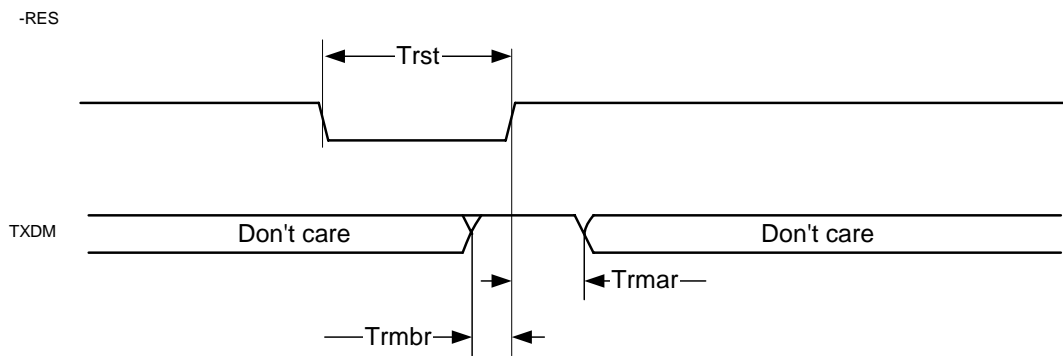 -RES
Trst
TXDM
Don't care
Don't care
Trmar
Trmbr